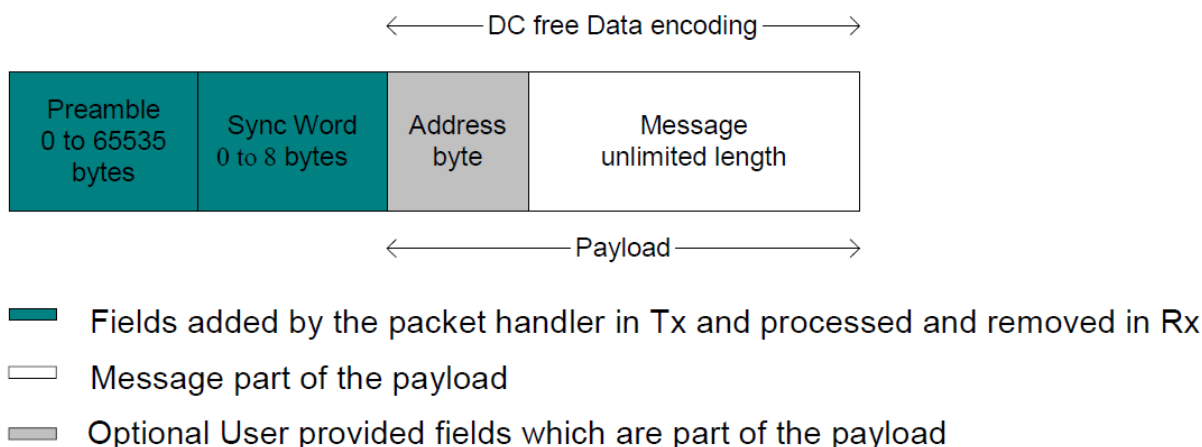 DC free Data encoding
Preamble
0 to 65535
bytes
Sync Word
0 to 8 bytes
Address
byte
Message
unlimited length
Payload
Fields added by the packet handler in Tx and processed and removed in Rx
Message part of the payload
Optional User provided fields which are part of the payload